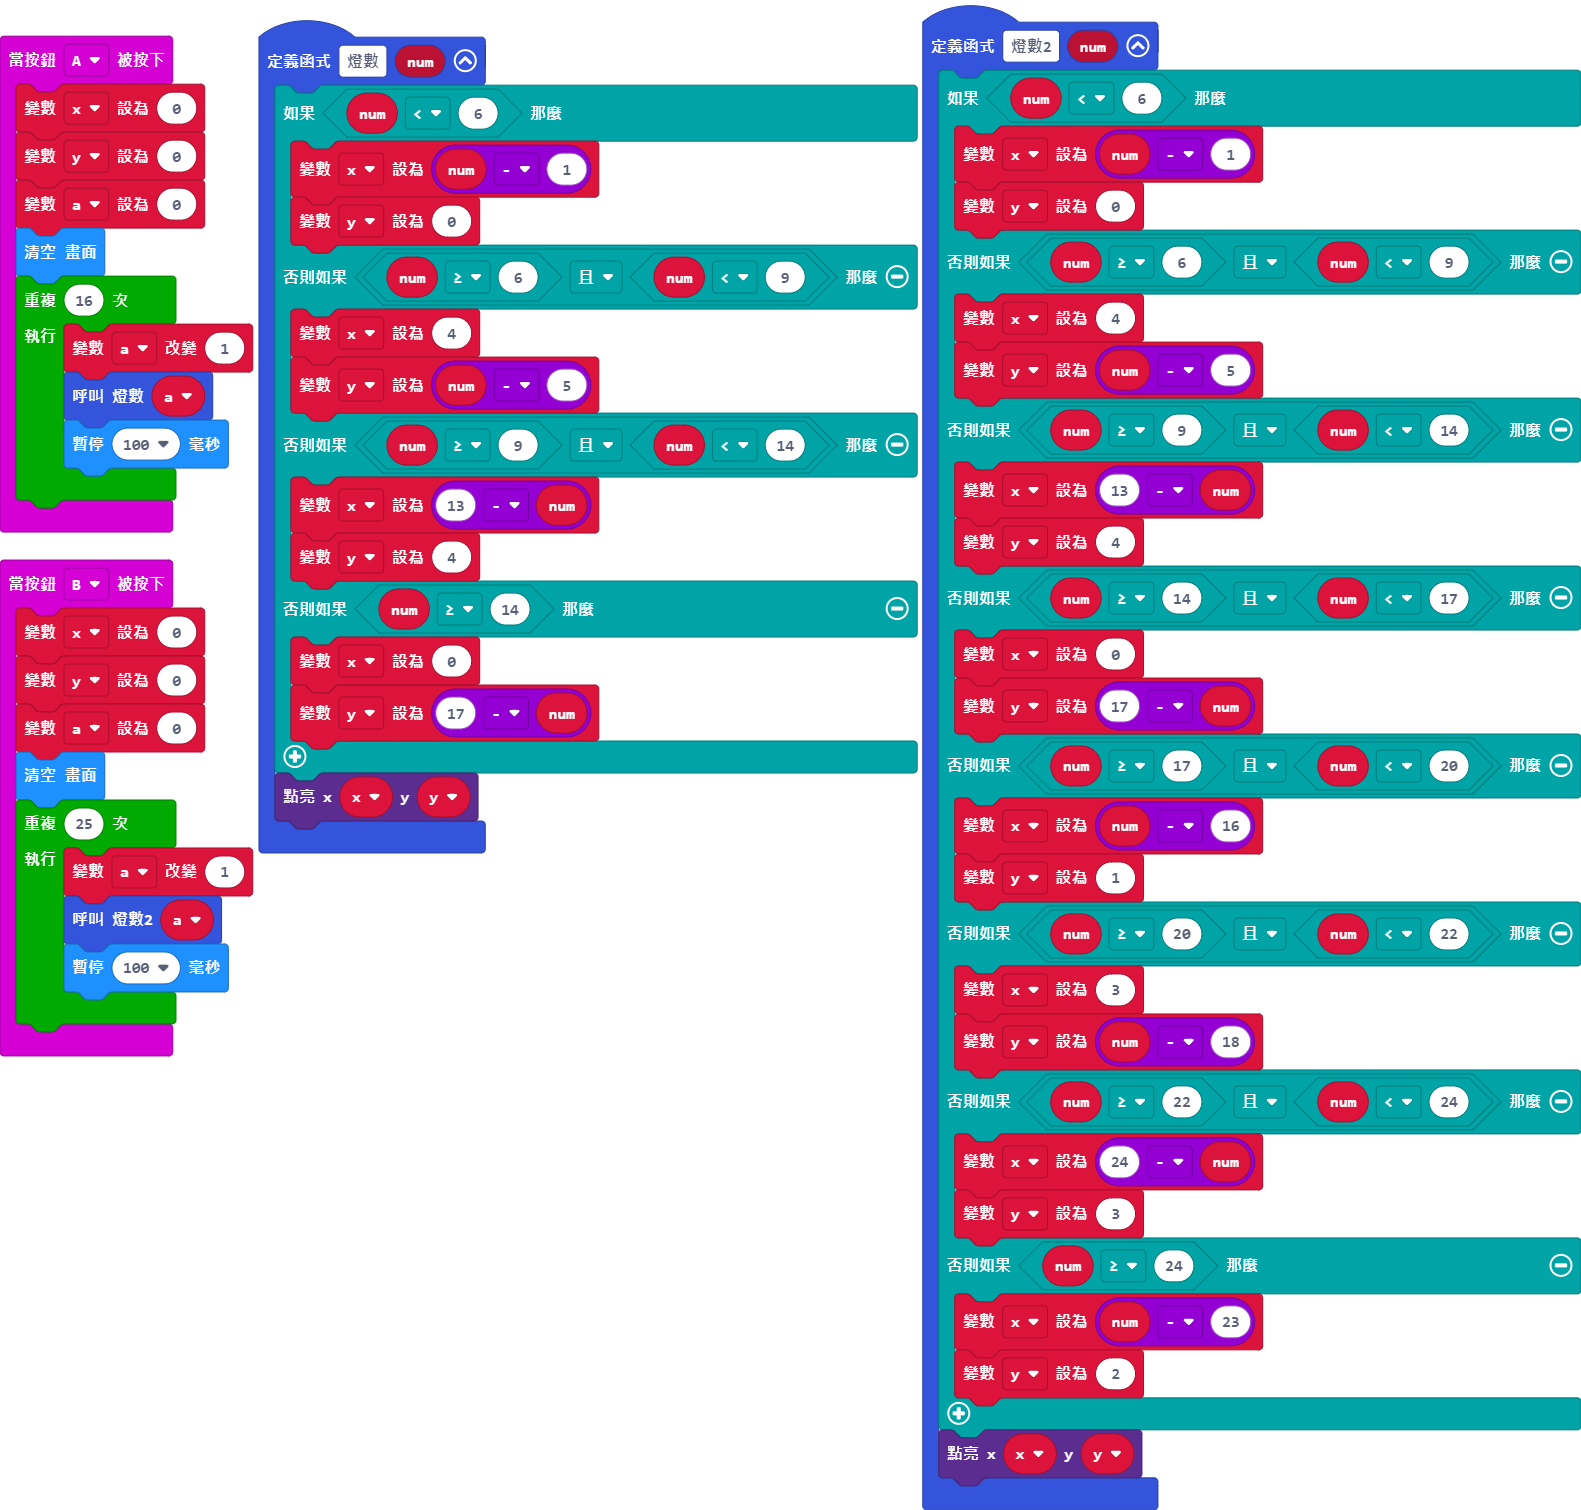 當按鈕 A 被按下
變數 x 設為 0
變數 y 設為 0
變數 a 設為 0
清空 畫面
重複 16 次
執行
變數 a 改變 1
呼叫 燈數 a
暫停 100 毫秒
當按鈕 B 被按下
變數 x 設為 0
變數 y 設為 0
變數 a 設為 0
清空 畫面
重複 25 次
執行
變數 a 改變 1
呼叫 燈數2 a
暫停 100 毫秒
定義函式 燈數 num
如果 num < 6 那麼
變數 x 設為 num - 1
變數 y 設為 0
否則如果 num ≥ 6 且 num < 9 那麼
變數 x 設為 4
變數 y 設為 num - 5
否則如果 num ≥ 9 且 num < 14 那麼
變數 x 設為 13 - num
變數 y 設為 4
否則如果 num ≥ 14 那麼
變數 x 設為 0
變數 y 設為 17 - num
點亮 x x y y
定義函式 燈數2 num
如果 num < 6 那麼
變數 x 設為 num - 1
變數 y 設為 0
否則如果 num ≥ 6 且 num < 9 那麼
變數 x 設為 4
變數 y 設為 num - 5
否則如果 num ≥ 9 且 num < 14 那麼
變數 x 設為 13 - num
變數 y 設為 4
否則如果 num ≥ 14 且 num < 17 那麼
變數 x 設為 0
變數 y 設為 17 - num
否則如果 num ≥ 17 且 num < 20 那麼
變數 x 設為 num - 16
變數 y 設為 1
否則如果 num ≥ 20 且 num < 22 那麼
變數 x 設為 3
變數 y 設為 num - 18
否則如果 num ≥ 22 且 num < 24 那麼
變數 x 設為 24 - num
變數 y 設為 3
否則如果 num ≥ 24 那麼
變數 x 設為 num - 23
變數 y 設為 2
點亮 x x y y